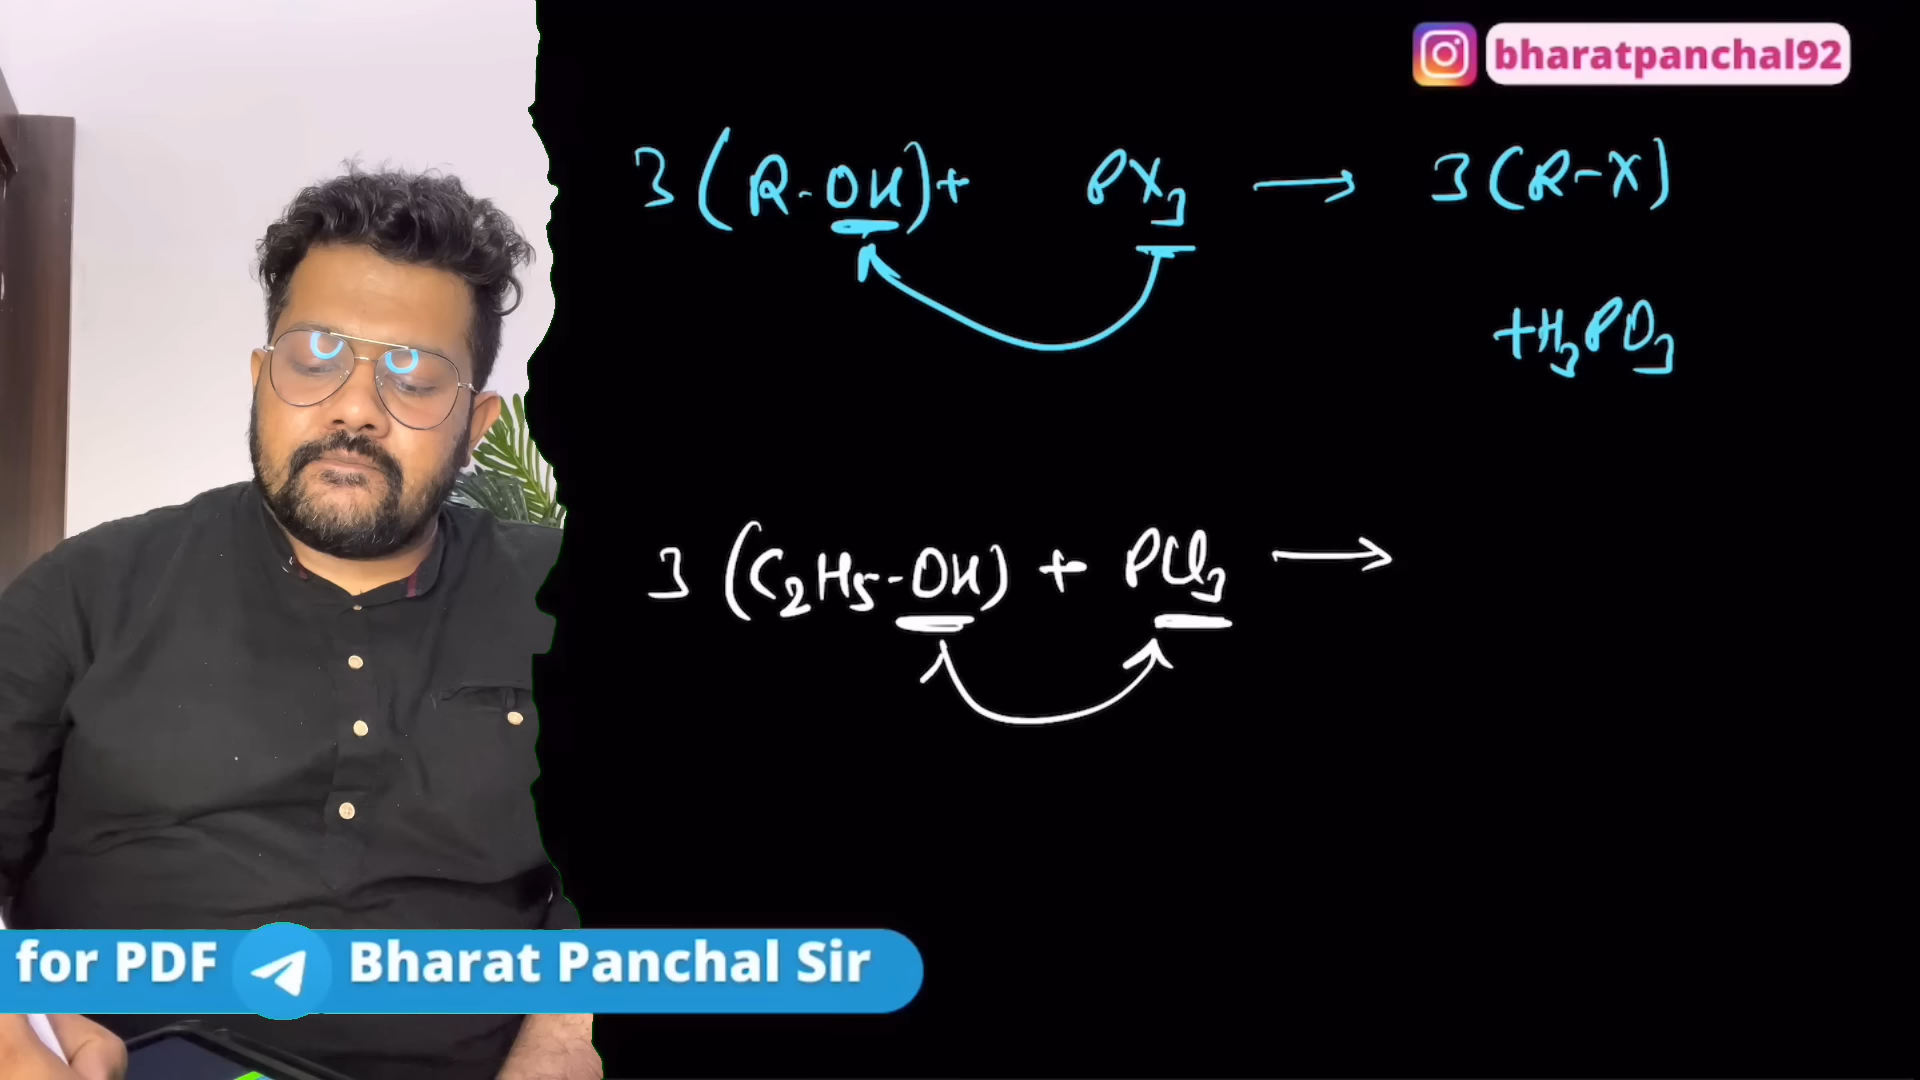 bharatpanchal92
3 (R-OH) + PX₃ → 3 (R-X)
+ H₃PO₃
3 (C₂H₅-OH) + PCl₃ →
for PDF Bharat Panchal Sir